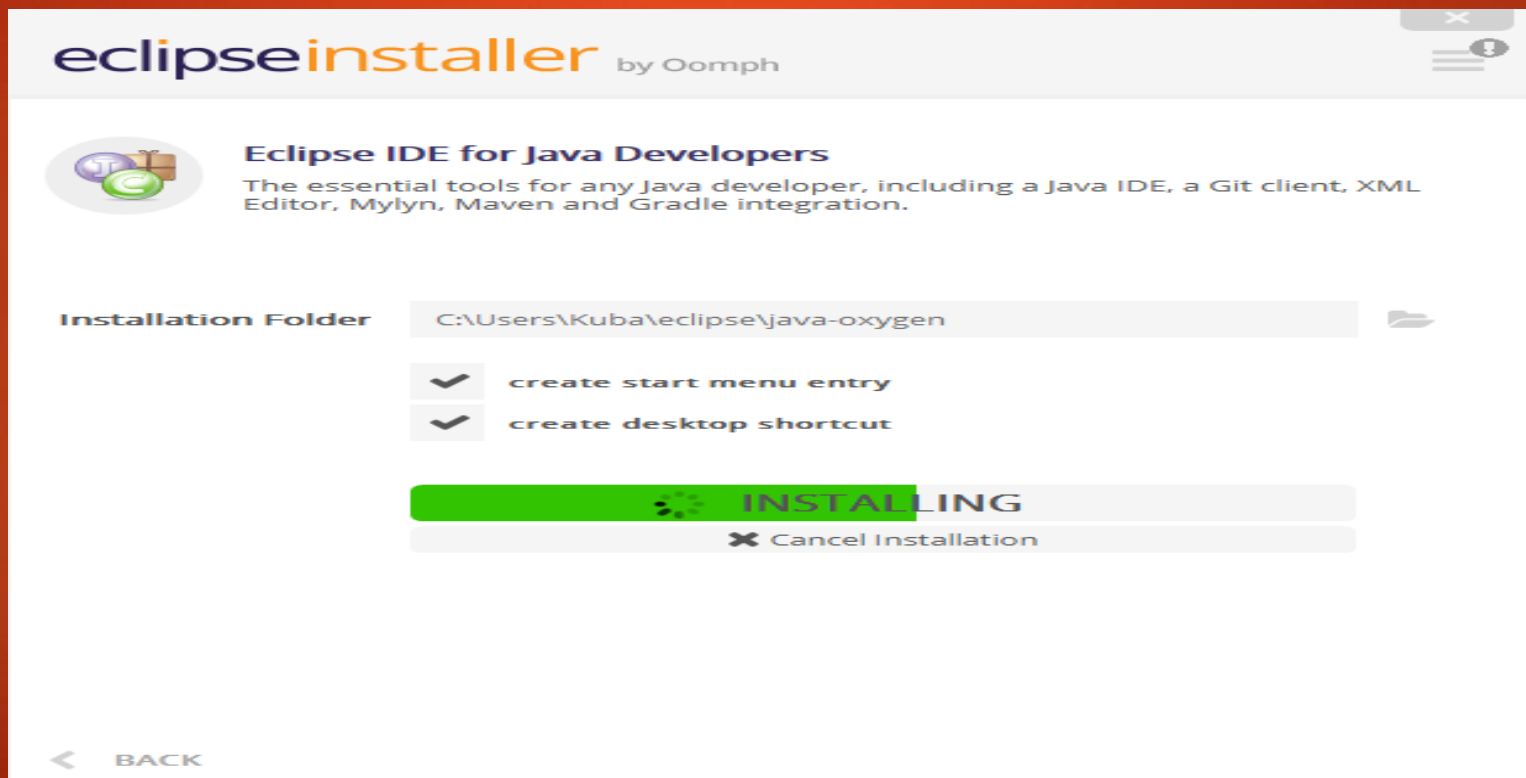 eclipseinstaller by Oomph
Eclipse IDE for Java Developers
The essential tools for any Java developer, including a Java IDE, a Git client, XML
Editor, Mylyn, Maven and Gradle integration.
Installation Folder C:\Users\Kuba\eclipse\java-oxygen
create start menu entry
create desktop shortcut
INSTALLING
Cancel Installation
BACK